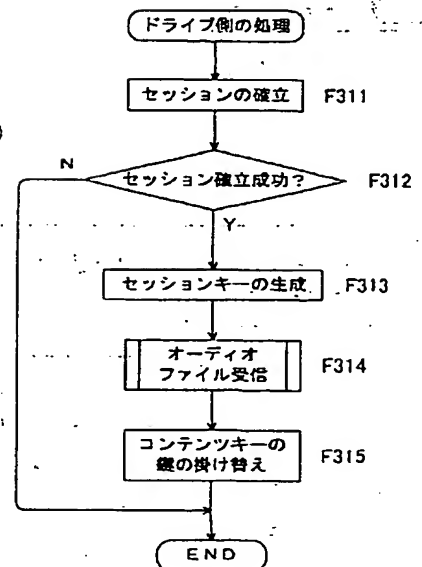 ドライブ側の処理
セッションの確立 F311
セッション確立成功? F312
N
Y
セッションキーの生成 F313
オーディオ
ファイル受信 F314
コンテンツキーの
鍵の掛け替え F315
END